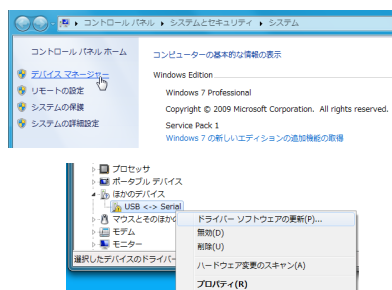 コントロール パネル ▸ システムとセキュリティ ▸ システム
コントロール パネル ホーム
デバイス マネージャー
リモートの設定
システムの保護
システムの詳細設定
コンピューターの基本的な情報の表示
Windows Edition
Windows 7 Professional
Copyright © 2009 Microsoft Corporation. All rights reserved.
Service Pack 1
Windows 7 の新しいエディションの追加機能の取得
プロセッサ
ポータブル デバイス
ほかのデバイス
USB <-> Serial
マウスとそのほかの
モデム
モニター
選択したデバイスのドライバー
ドライバー ソフトウェアの更新(P)...
無効(D)
削除(U)
ハードウェア変更のスキャン(A)
プロパティ(R)